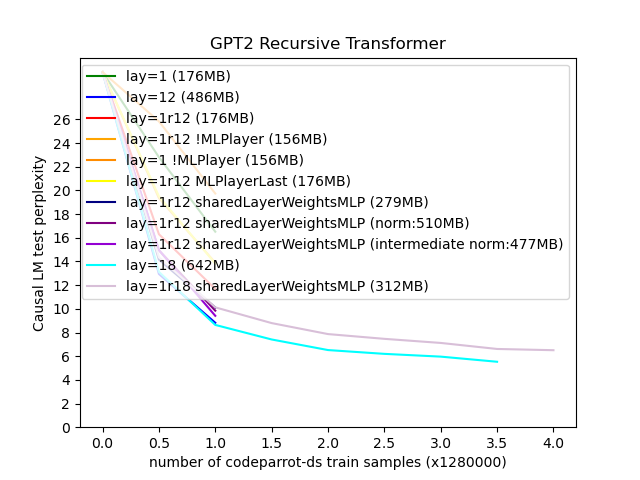 GPT2 Recursive Transformer
lay=1 (176MB)
lay=12 (486MB)
lay=1r12 (176MB)
lay=1r12 !MLPlayer (156MB)
lay=1 !MLPlayer (156MB)
lay=1r12 MLPlayerLast (176MB)
lay=1r12 sharedLayerWeightsMLP (279MB)
lay=1r12 sharedLayerWeightsMLP (norm:510MB)
lay=1r12 sharedLayerWeightsMLP (intermediate norm:477MB)
lay=18 (642MB)
lay=1r18 sharedLayerWeightsMLP (312MB)
Causal LM test perplexity
26
24
22
20
18
16
14
12
10
8
6
4
2
0
0.0 0.5 1.0 1.5 2.0 2.5 3.0 3.5 4.0
number of codeparrot-ds train samples (x1280000)